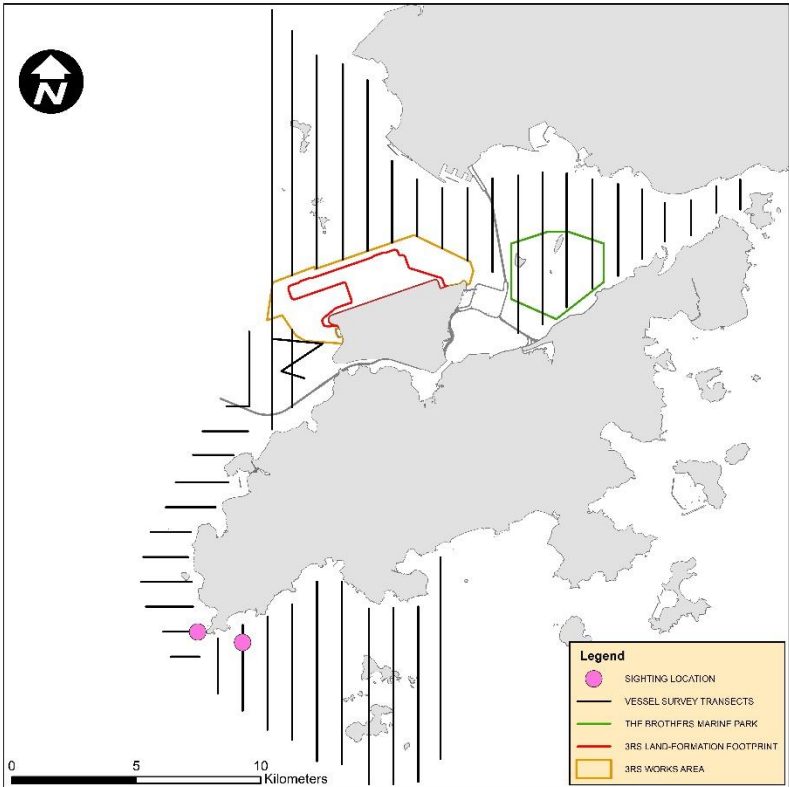 N
Legend
SIGHTING LOCATION
VESSEL SURVEY TRANSECTS
THE BROTHERS MARINE PARK
3RS LAND-FORMATION FOOTPRINT
3RS WORKS AREA
0 5 10
Kilometers